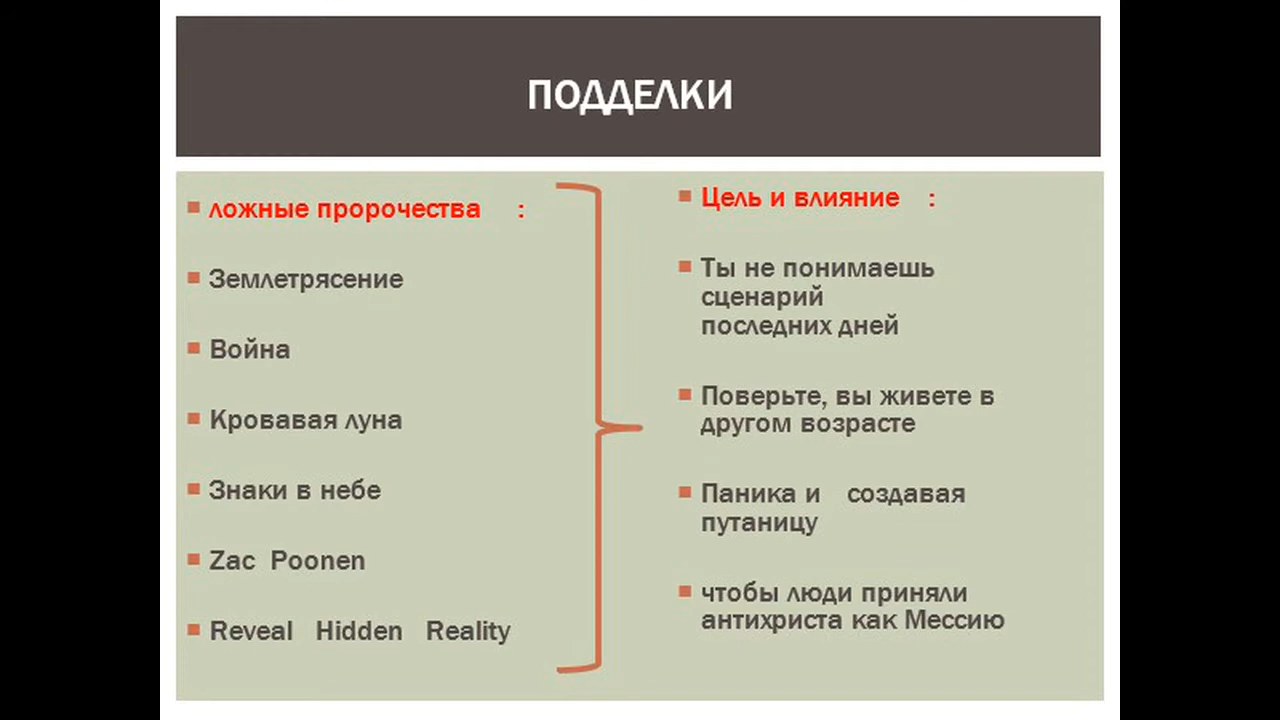 ПОДДЕЛКИ
ложные пророчества :
Землетрясение
Война
Кровавая луна
Знаки в небе
Zac Poonen
Reveal Hidden Reality
Цель и влияние :
Ты не понимаешь
сценарий
последних дней
Поверьте, вы живете в
другом возрасте
Паника и создавая
путаницу
чтобы люди приняли
антихриста как Мессию